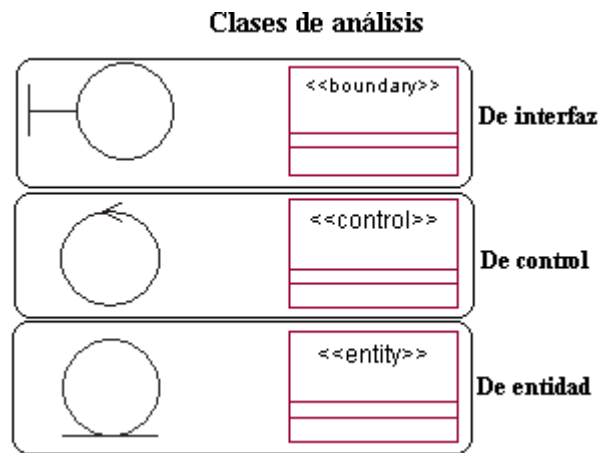 Clases de análisis
<<boundary>>
De interfaz
<<control>>
De control
<<entity>>
De entidad